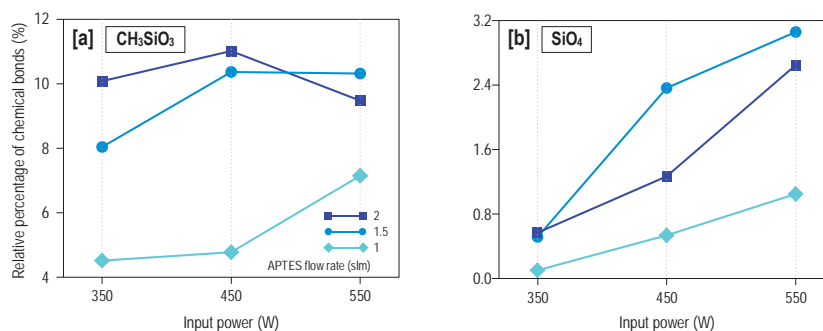 [a] CH₃SiO₃
Relative percentage of chemical bonds (%)
12
10
8
6
4
2
1.5
1
APTES flow rate (slm)
350 450 550
Input power (W)
[b] SiO₄
3.2
2.4
1.6
0.8
0.0
350 450 550
Input power (W)